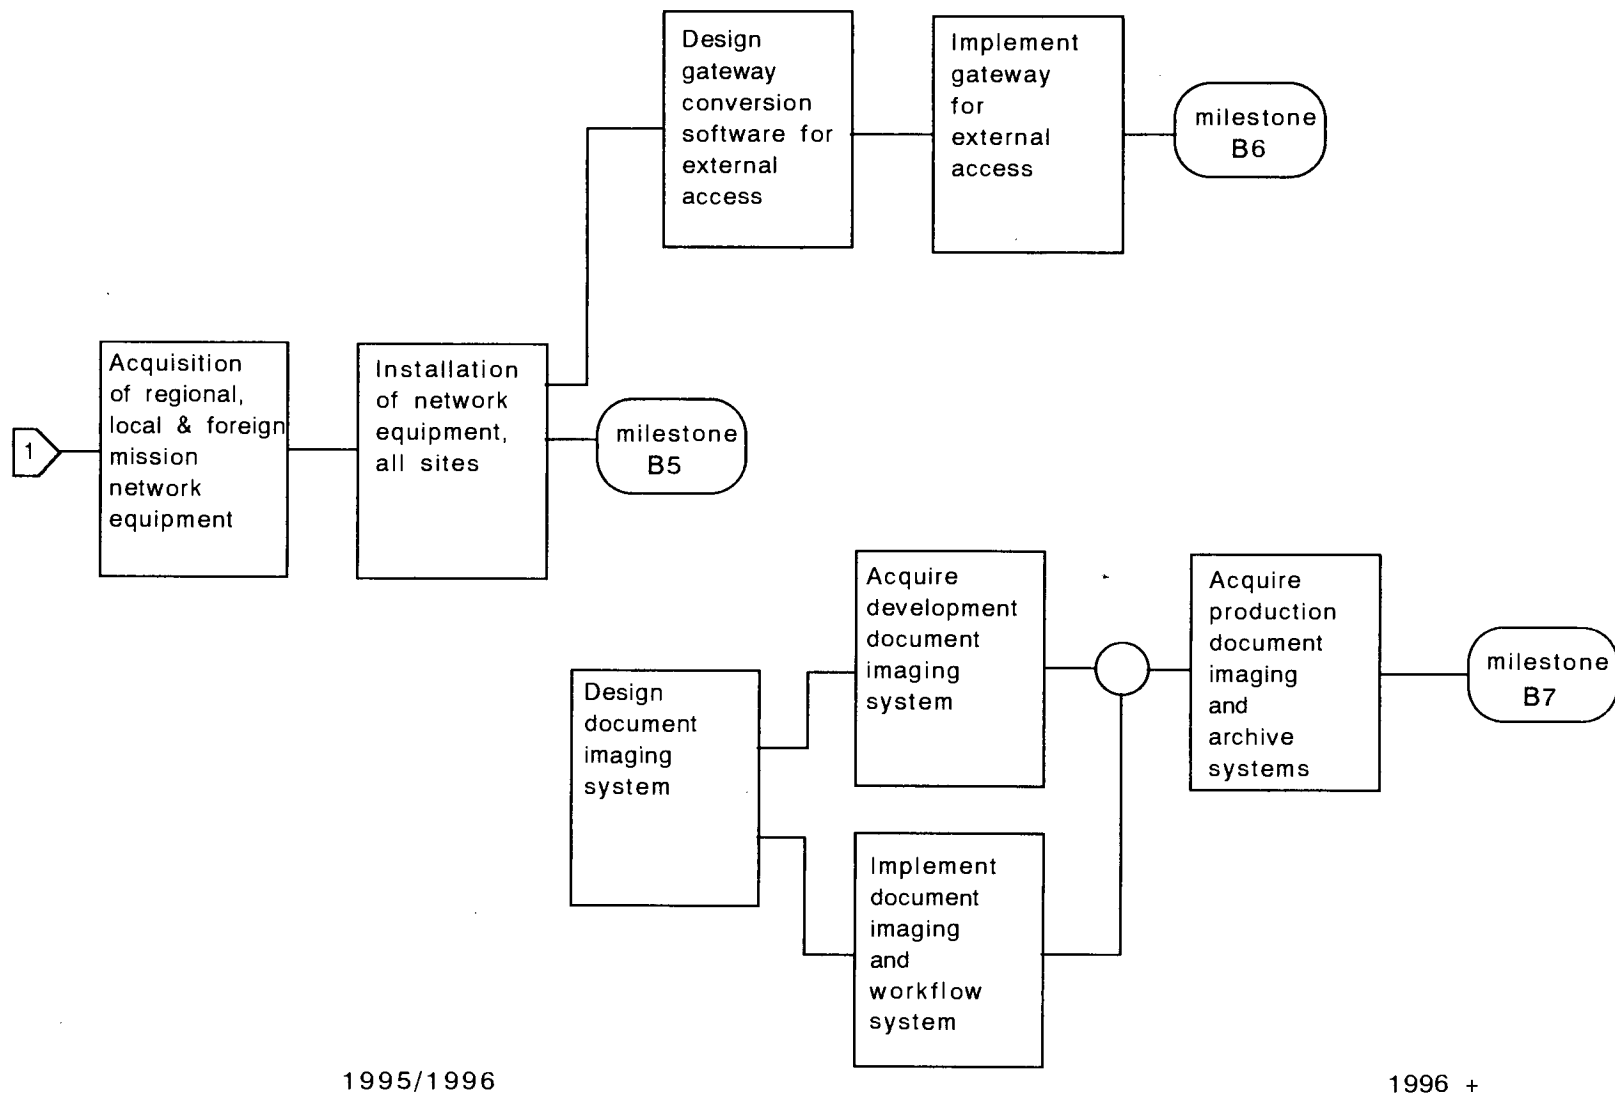 Design
gateway
conversion
software for
external
access
Implement
gateway
for
external
access
milestone
B6
1
Acquisition
of regional,
local & foreign
mission
network
equipment
Installation
of network
equipment,
all sites
milestone
B5
Design
document
imaging
system
Acquire
development
document
imaging
system
Implement
document
imaging
and
workflow
system
Acquire
production
document
imaging
and
archive
systems
milestone
B7
1995/1996
1996 +